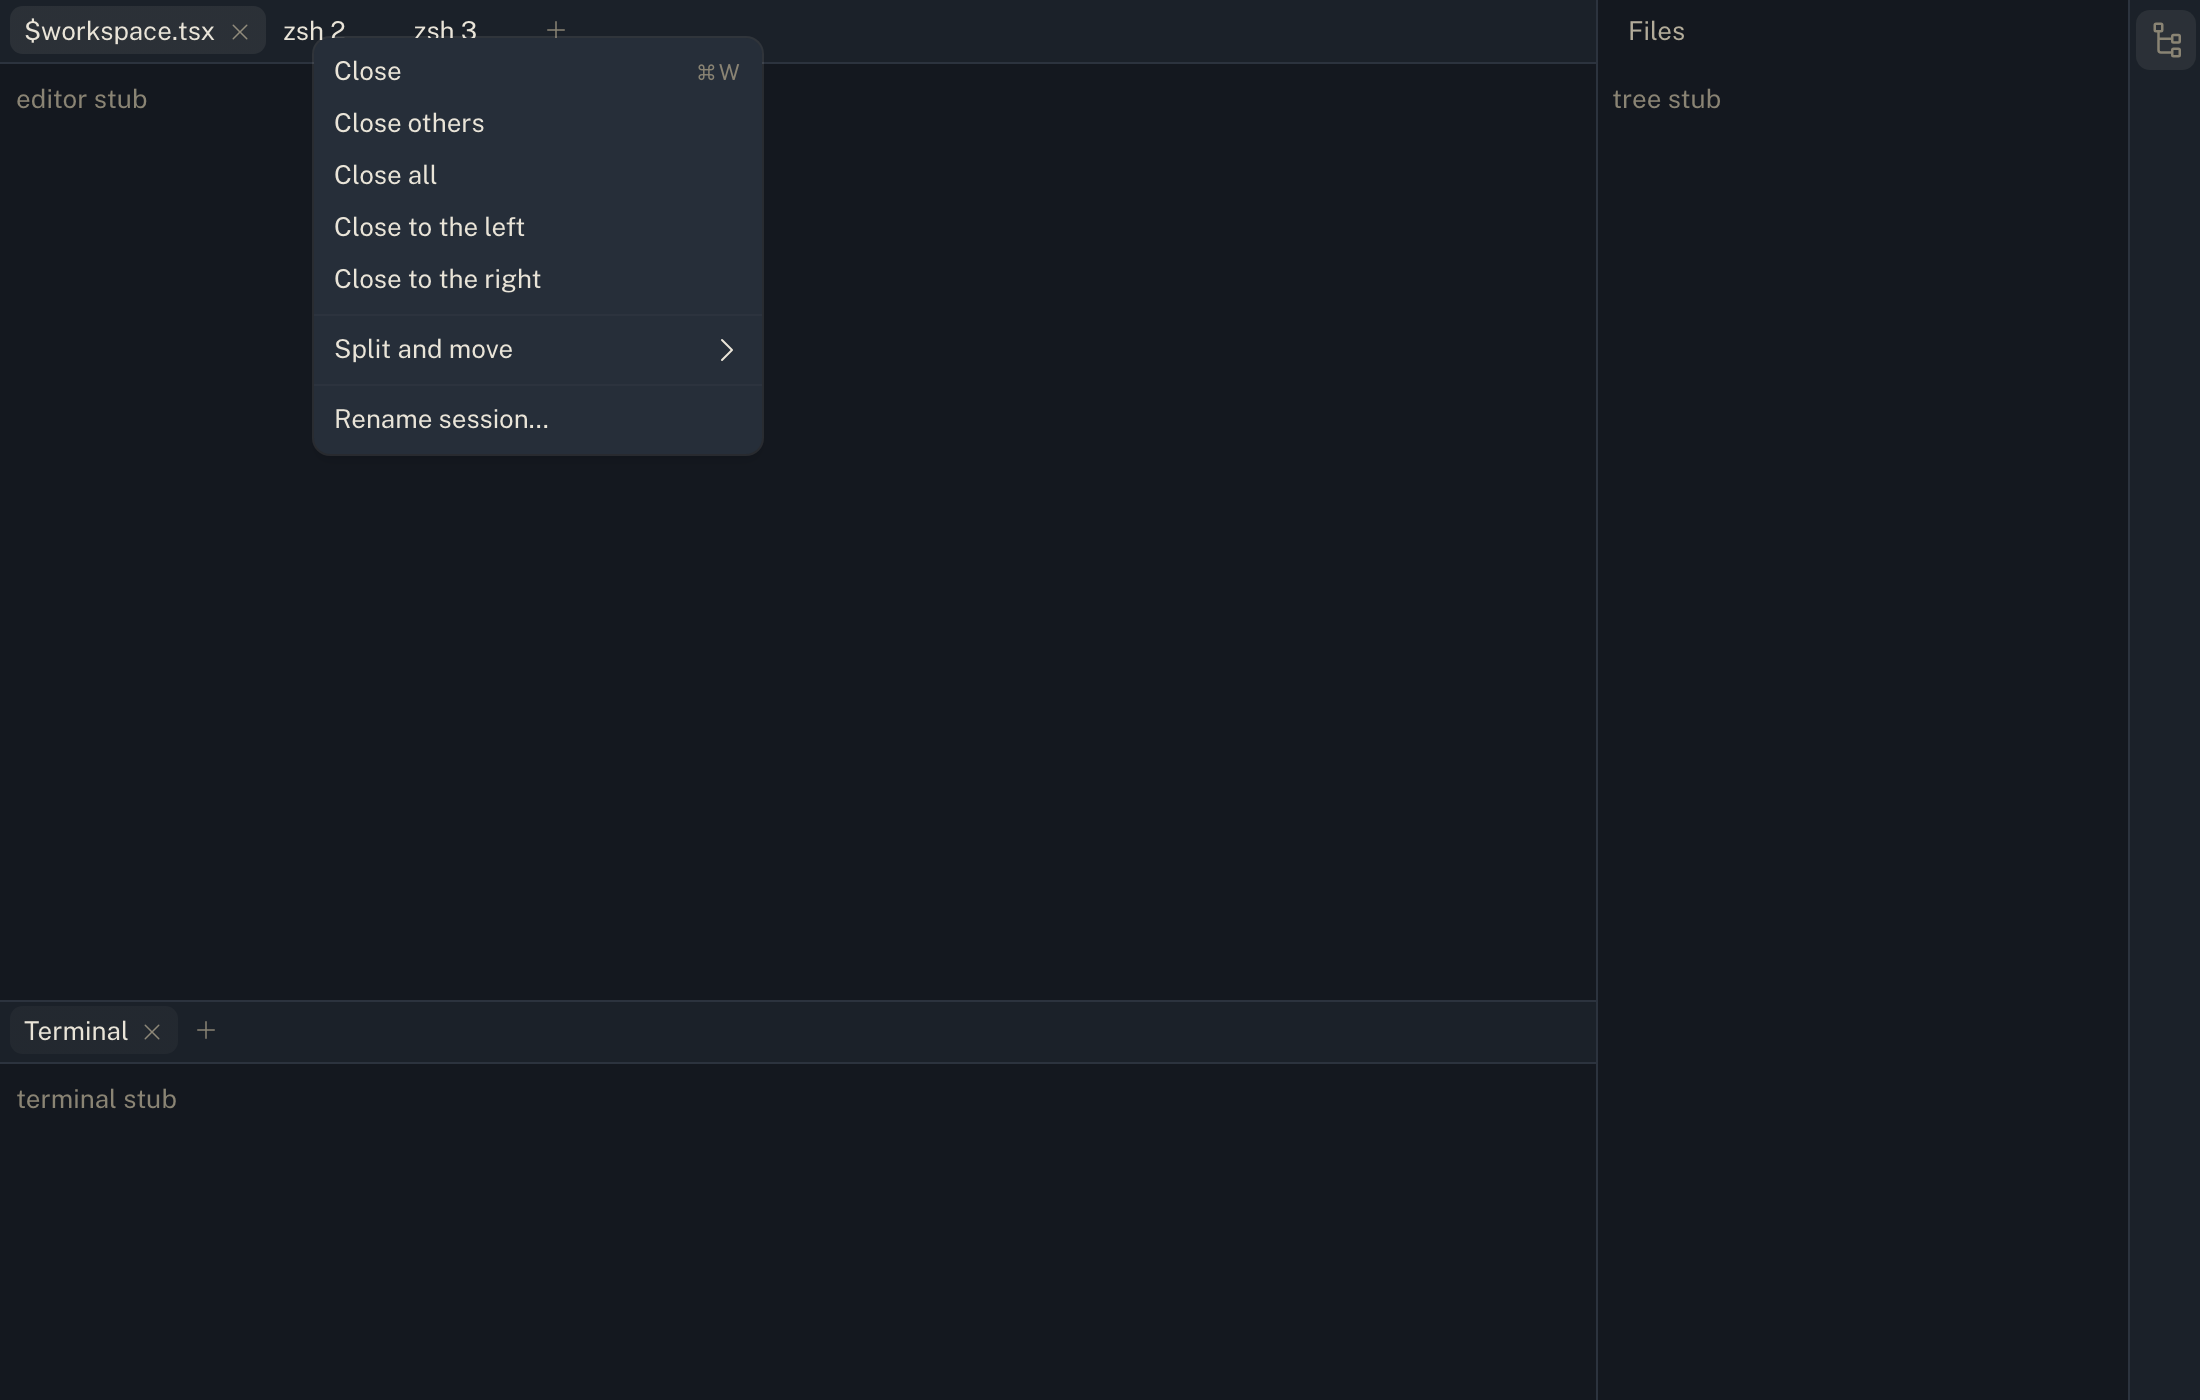 $workspace.tsx
zsh 2
zsh 3
Files
Close ⌘W
editor stub
tree stub
Close others
Close all
Close to the left
Close to the right
Split and move
Rename session...
Terminal
terminal stub